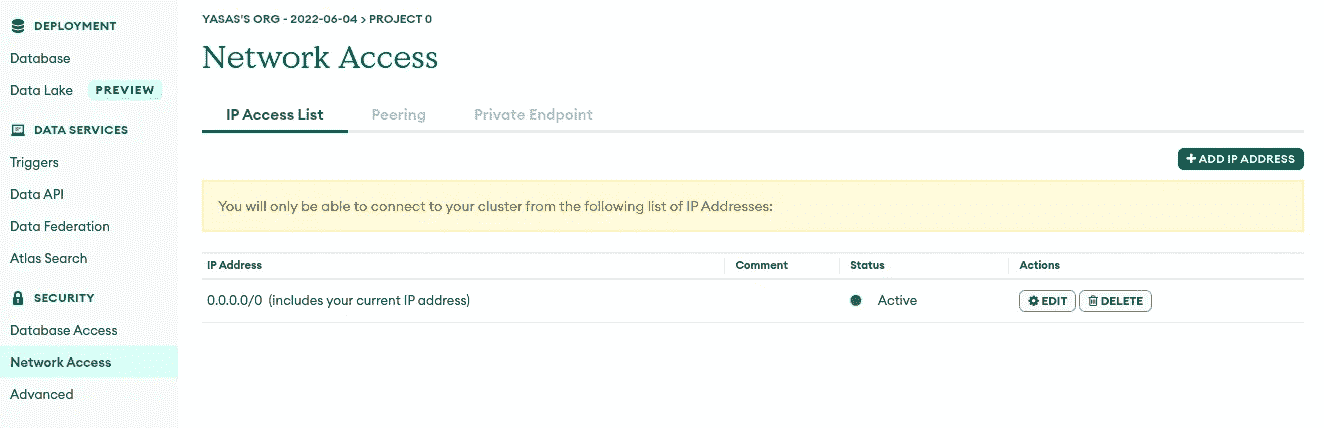 DEPLOYMENT
Database
Data Lake PREVIEW
DATA SERVICES
Triggers
Data API
Data Federation
Atlas Search
SECURITY
Database Access
Network Access
Advanced
YASAS'S ORG - 2022-06-04 > PROJECT 0
Network Access
IP Access List Peering Private Endpoint
+ ADD IP ADDRESS
You will only be able to connect to your cluster from the following list of IP Addresses:
IP Address Comment Status Actions
0.0.0.0/0 (includes your current IP address) Active EDIT DELETE